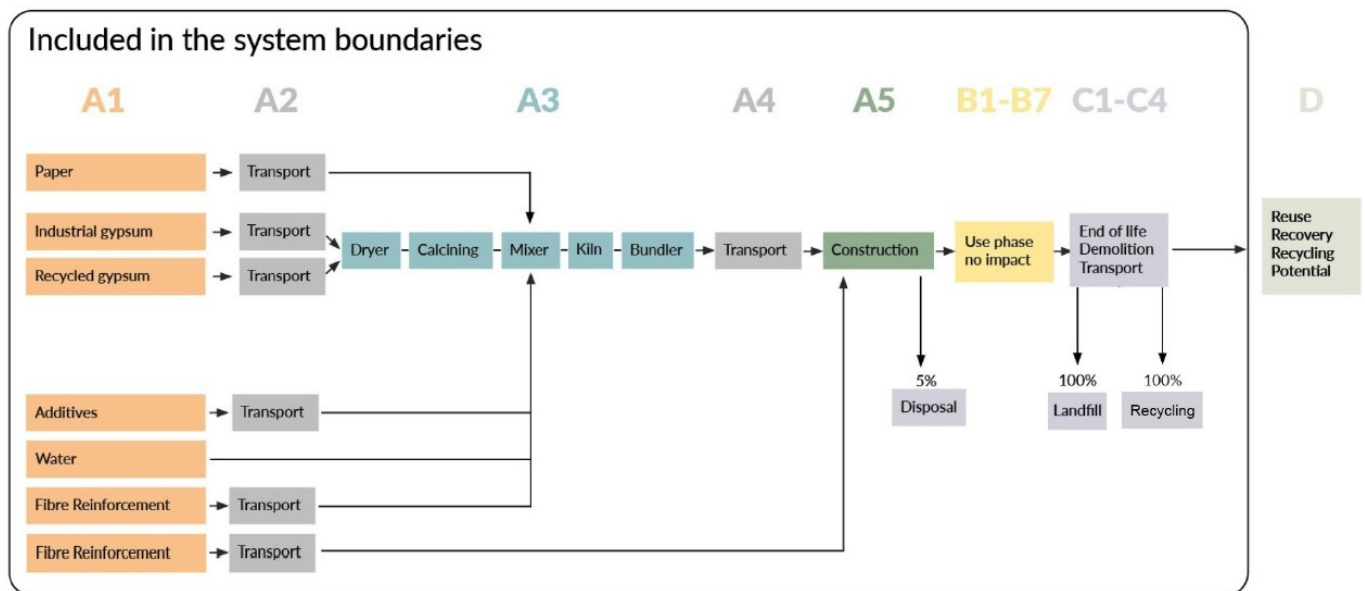 Included in the system boundaries
A1 A2 A3 A4 A5 B1-B7 C1-C4 D
Paper Transport
Industrial gypsum Transport
Recycled gypsum Transport
Dryer Calcining Mixer Kiln Bundler Transport Construction
Use phase
no impact
End of life
Demolition
Transport
Reuse
Recovery
Recycling
Potential
5%
Disposal
100%
Landfill
100%
Recycling
Additives Transport
Water
Fibre Reinforcement Transport
Fibre Reinforcement Transport